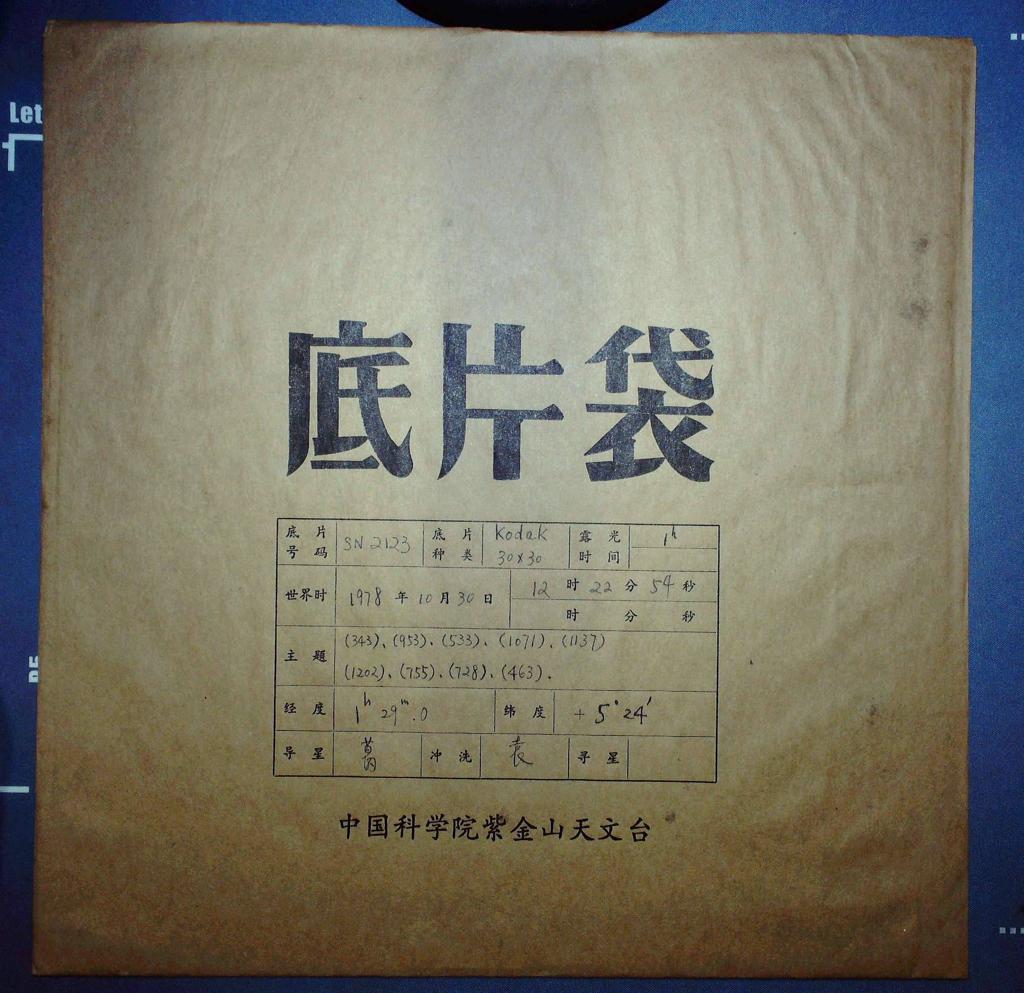 Let
底片袋
底片号码 SN 2123 底片种类 Kodak 30×30 露光时间 1ʰ
世界时 1978 年 10 月 30 日 12 时 22 分 54 秒
时 分 秒
主题 (343)、(953)、(533)、(1071)、(1137)
(1202)、(755)、(728)、(463).
经度 1ʰ 29ᵐ.0 纬度 +5°24′
导星 葛 冲洗 袁 寻星
中国科学院紫金山天文台